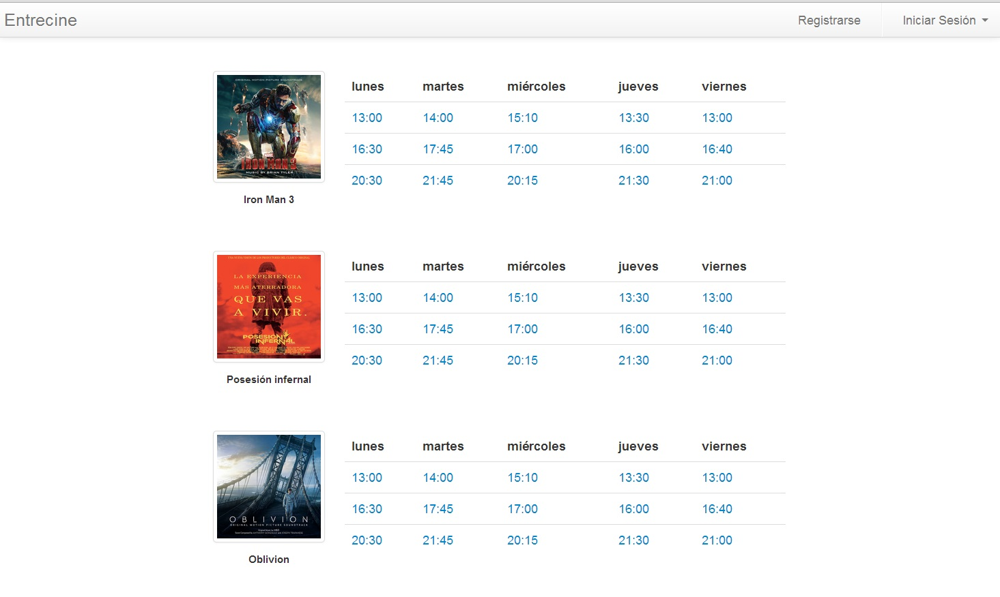 Entrecine Registrarse Iniciar Sesión
ORIGINAL MOTION PICTURE SOUNDTRACK
IRON MAN 3
MUSIC BY BRIAN TYLER
Iron Man 3
lunes martes miércoles jueves viernes
13:00 14:00 15:10 13:30 13:00
16:30 17:45 17:00 16:00 16:40
20:30 21:45 20:15 21:30 21:00
LA EXPERIENCIA
MÁS ATERRADORA
QUE VAS
A VIVIR.
POSESIÓN
INFERNAL
Posesión infernal
lunes martes miércoles jueves viernes
13:00 14:00 15:10 13:30 13:00
16:30 17:45 17:00 16:00 16:40
20:30 21:45 20:15 21:30 21:00
OBLIVION
ORIGINAL MOTION PICTURE SOUNDTRACK
Oblivion
lunes martes miércoles jueves viernes
13:00 14:00 15:10 13:30 13:00
16:30 17:45 17:00 16:00 16:40
20:30 21:45 20:15 21:30 21:00